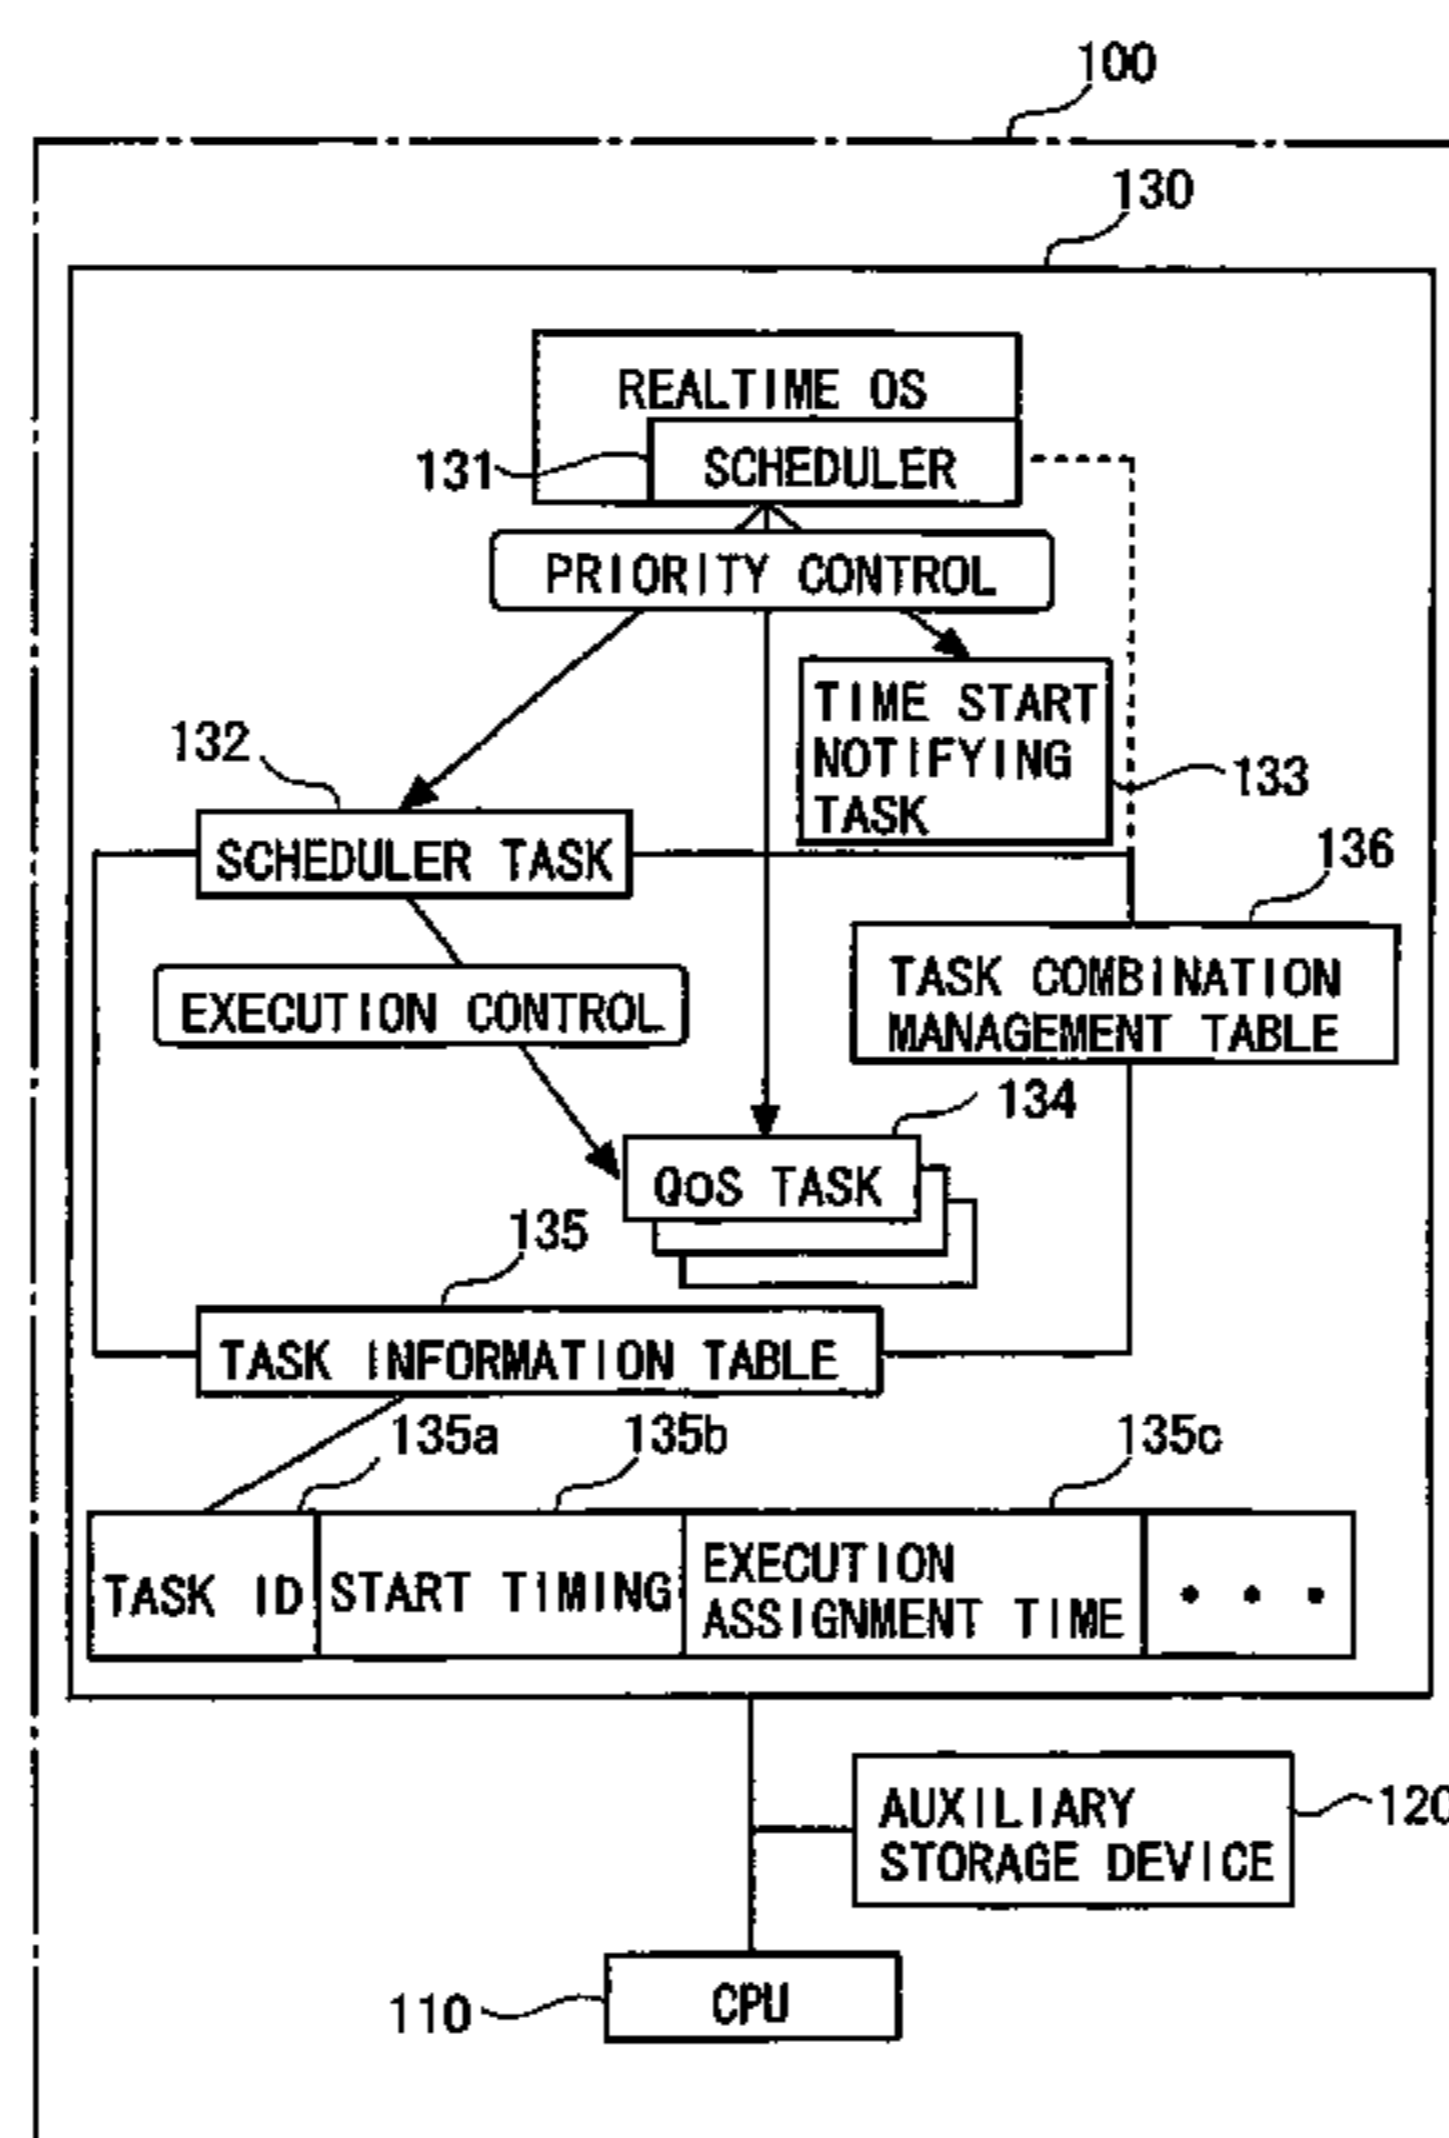 100
130
REALTIME OS
131
SCHEDULER
PRIORITY CONTROL
TIME START
NOTIFYING
TASK
132
133
SCHEDULER TASK
136
TASK COMBINATION
MANAGEMENT TABLE
EXECUTION CONTROL
134
QoS TASK
135
TASK INFORMATION TABLE
135a
135b
135c
TASK ID
START TIMING
EXECUTION
ASSIGNMENT TIME
• • •
AUXILIARY
STORAGE DEVICE
120
110
CPU